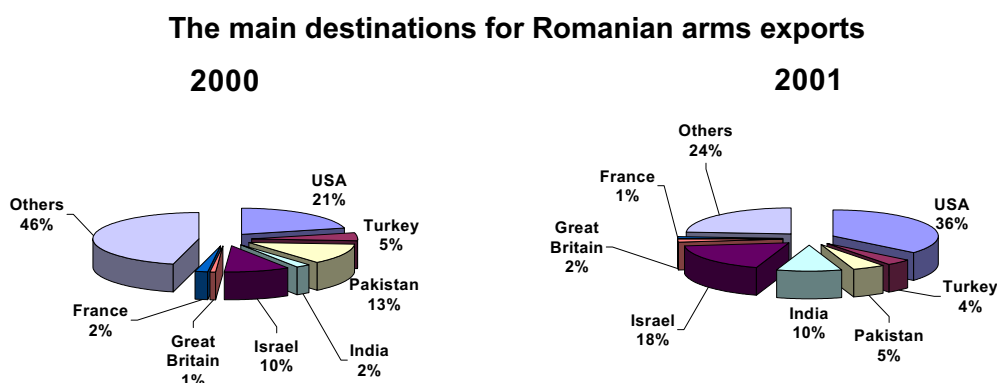 The main destinations for Romanian arms exports
2000
USA
21%
Turkey
5%
Pakistan
13%
India
2%
Israel
10%
Great
Britain
1%
France
2%
Others
46%
2001
USA
36%
Turkey
4%
Pakistan
5%
India
10%
Israel
18%
Great
Britain
2%
France
1%
Others
24%